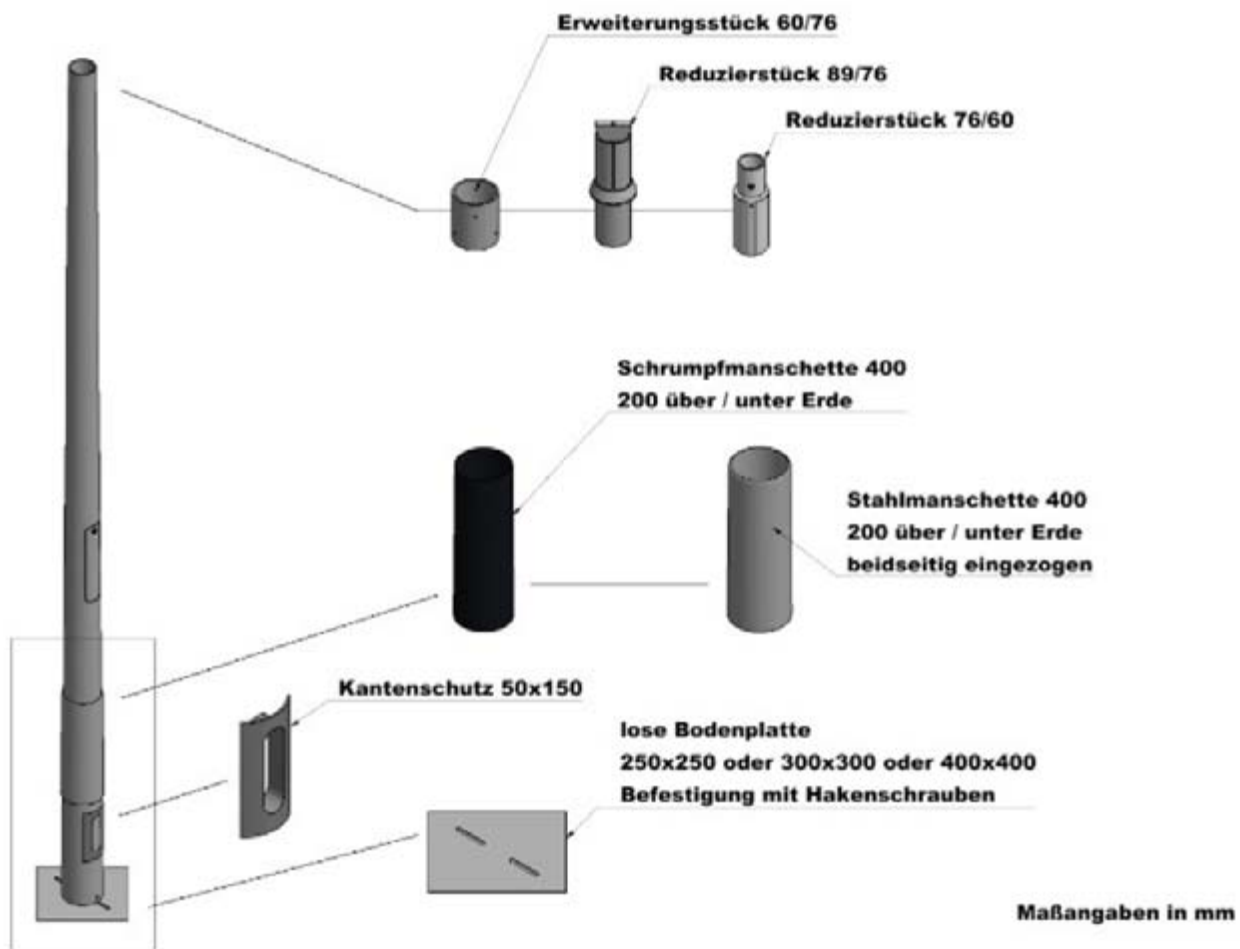 Erweiterungsstück 60/76
Reduzierstück 89/76
Reduzierstück 76/60
Schrumpfmanschette 400
200 über / unter Erde
Stahlmanschette 400
200 über / unter Erde
beidseitig eingezogen
Kantenschutz 50x150
lose Bodenplatte
250x250 oder 300x300 oder 400x400
Befestigung mit Hakenschrauben
Maßangaben in mm